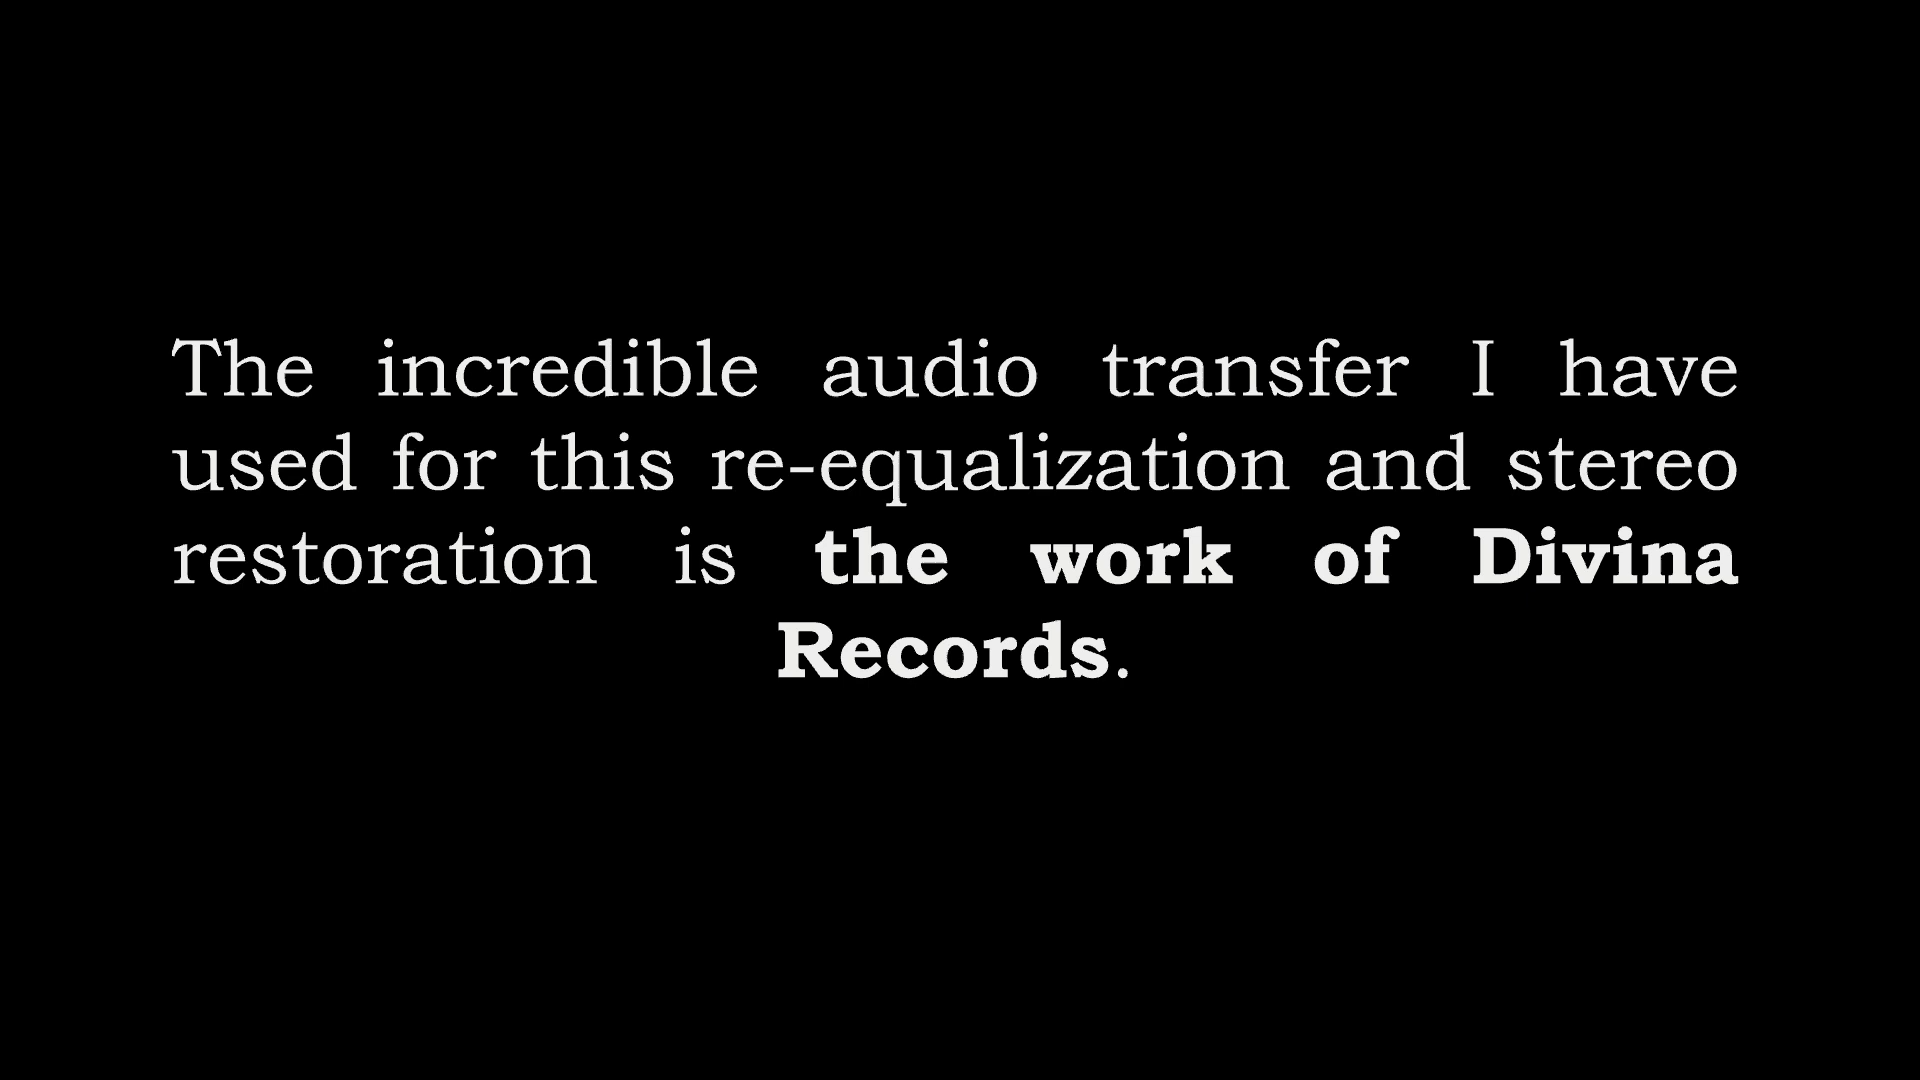 The incredible audio transfer I have
used for this re-equalization and stereo
restoration is the work of Divina
Records.